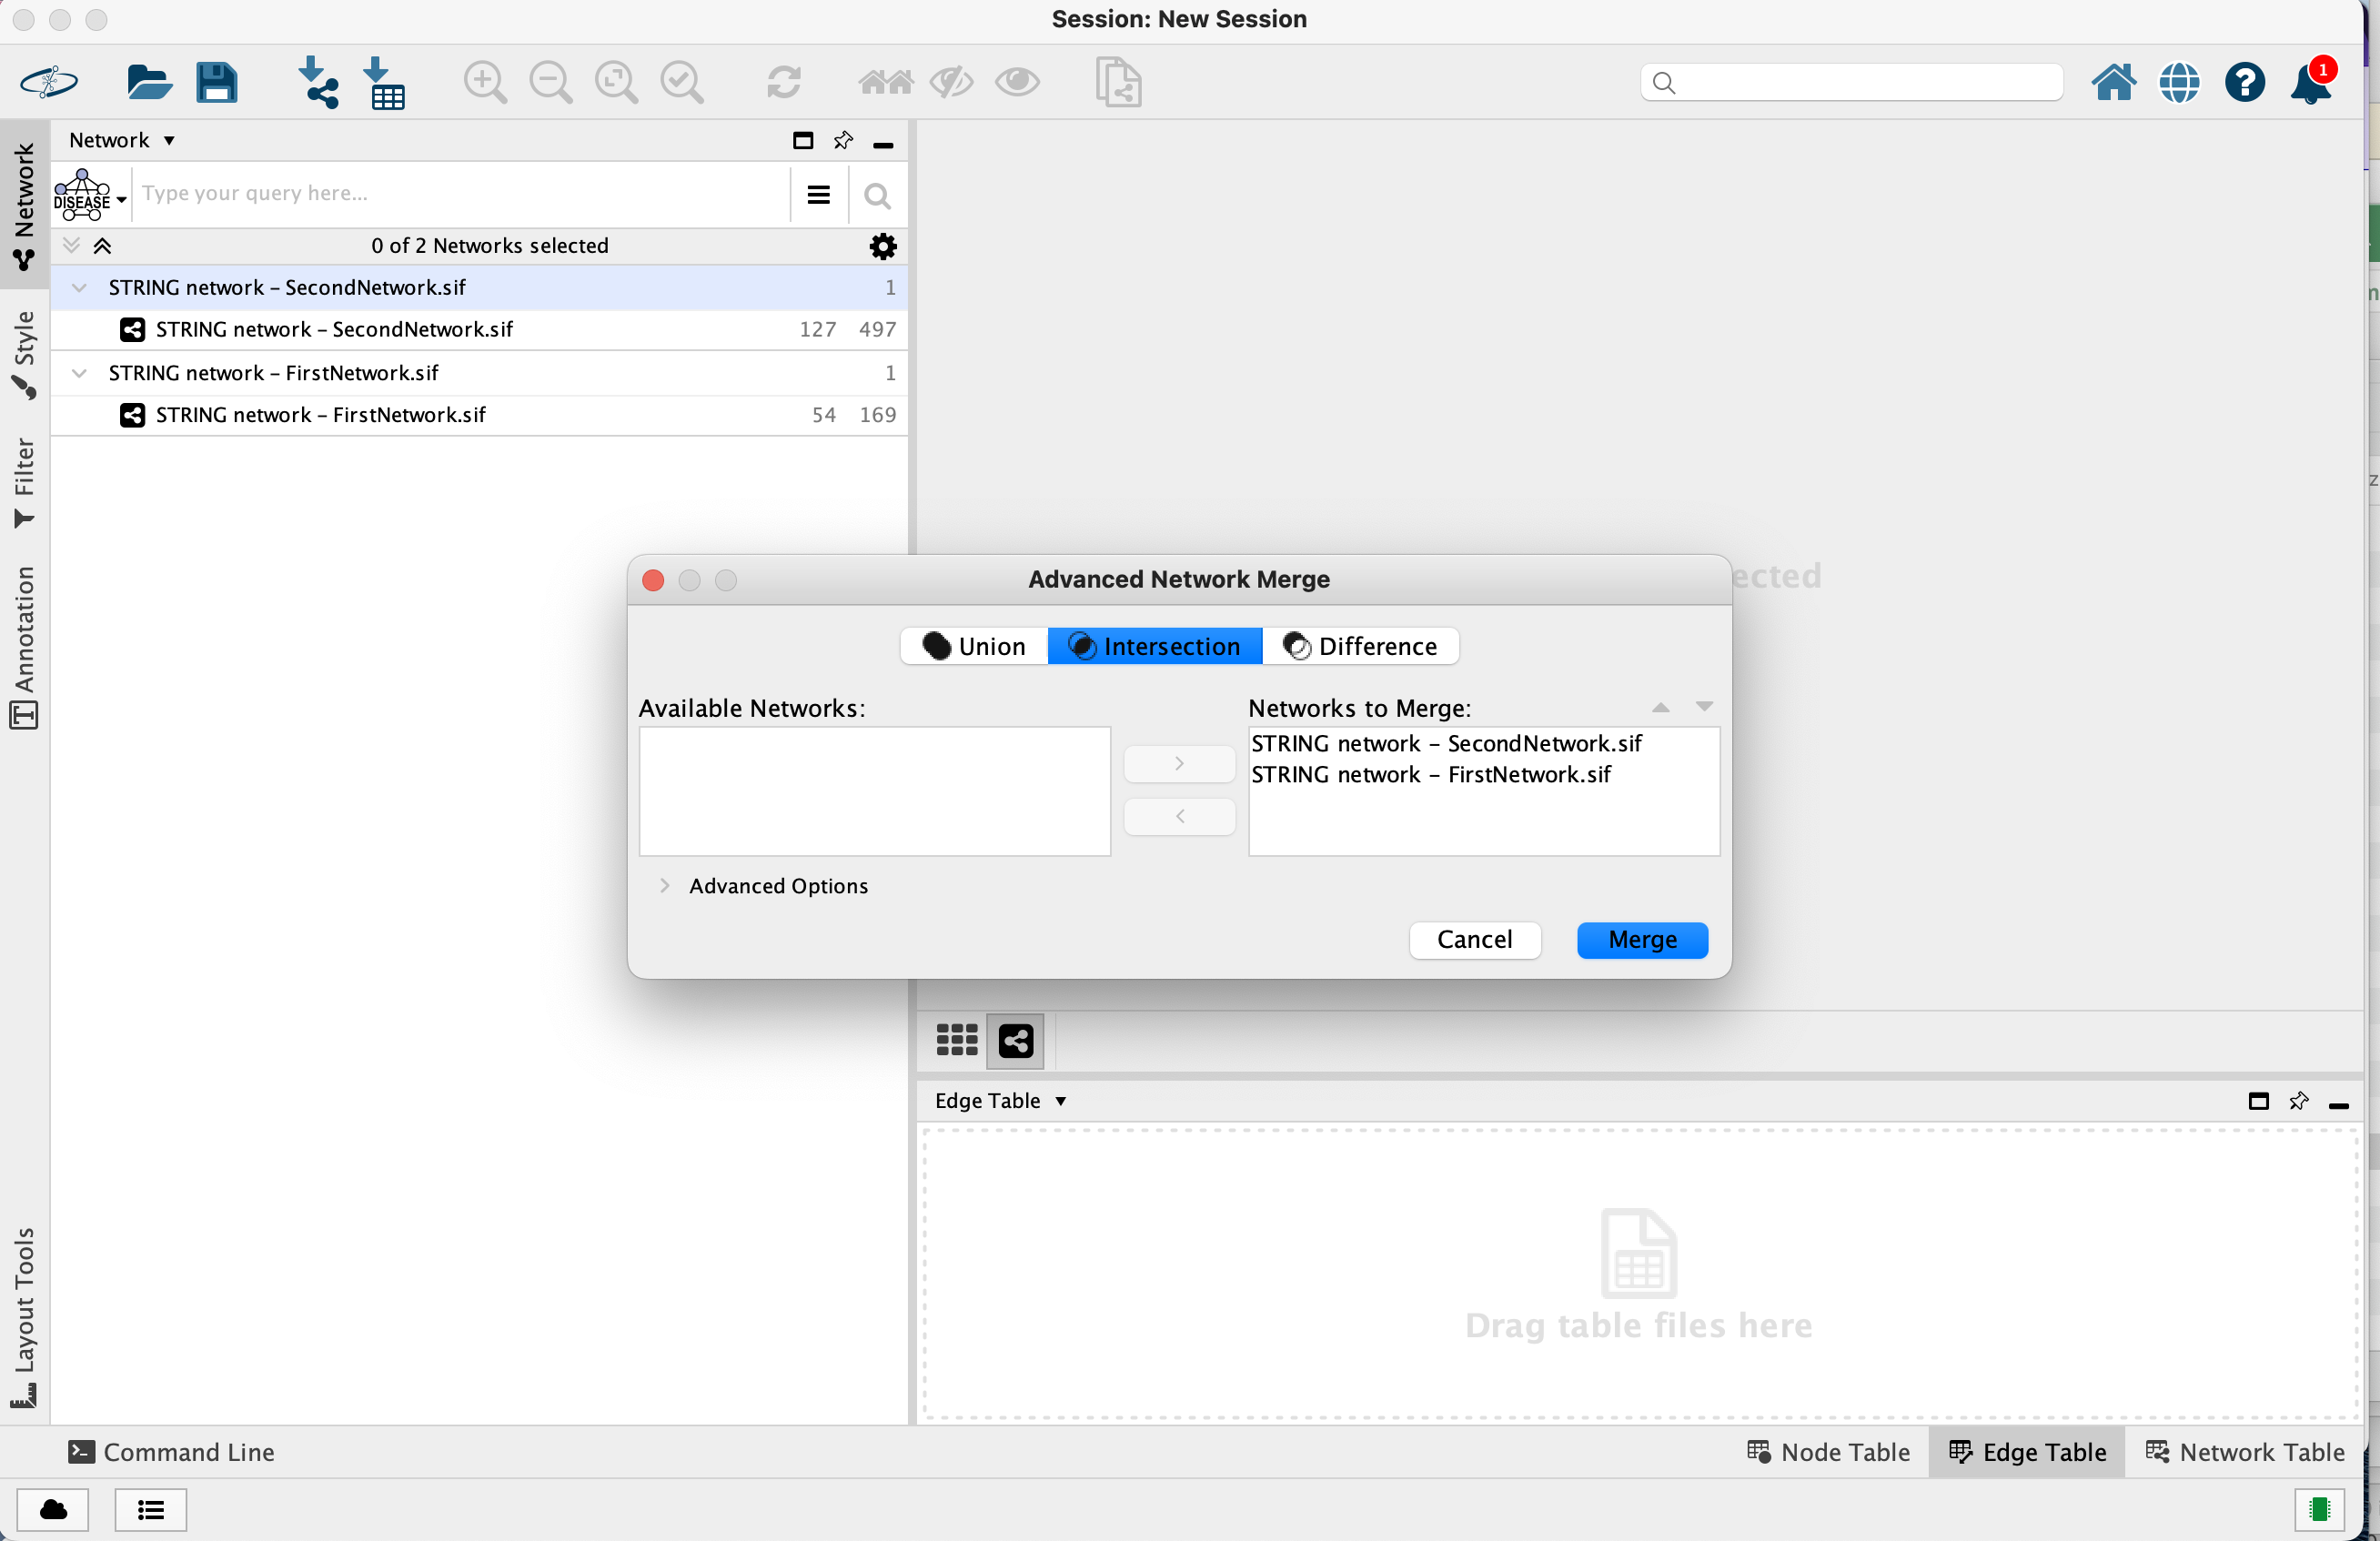 Session: New Session
1
Network
Network
DISEASE
Type your query here...
0 of 2 Networks selected
STRING network – SecondNetwork.sif 1
STRING network – SecondNetwork.sif 127 497
STRING network – FirstNetwork.sif 1
STRING network – FirstNetwork.sif 54 169
Style
Filter
Annotation
Layout Tools
Advanced Network Merge
Union
Intersection
Difference
Available Networks:
Networks to Merge:
STRING network – SecondNetwork.sif
STRING network – FirstNetwork.sif
> 
<
Advanced Options
Cancel
Merge
Edge Table
Drag table files here
Command Line
Node Table
Edge Table
Network Table